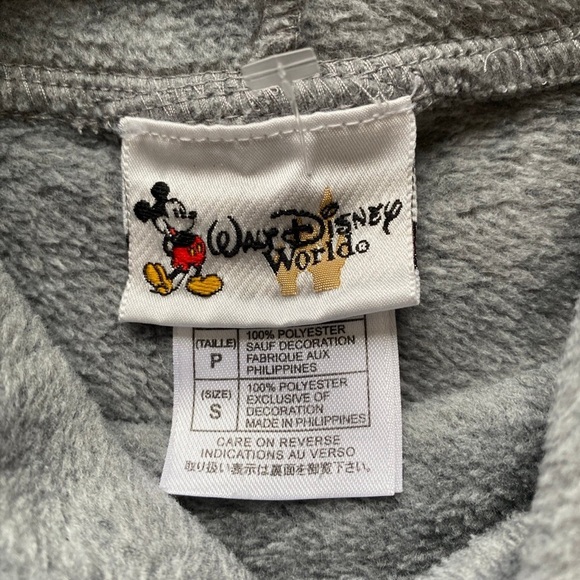 Walt Disney
World®
(TAILLE)
P
100% POLYESTER
SAUF DECORATION
FABRIQUE AUX
PHILIPPINES
(SIZE)
S
100% POLYESTER
EXCLUSIVE OF
DECORATION
MADE IN PHILIPPINES
CARE ON REVERSE
INDICATIONS AU VERSO
取り扱い表示は裏面を御覧下さい